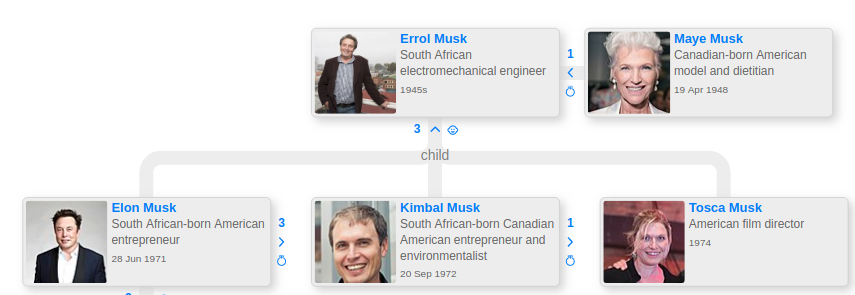 Errol Musk
South African
electromechanical engineer
1945s
1
Maye Musk
Canadian-born American
model and dietitian
19 Apr 1948
3
child
Elon Musk
South African-born American
entrepreneur
28 Jun 1971
3
Kimbal Musk
South African-born Canadian
American entrepreneur and
environmentalist
20 Sep 1972
1
Tosca Musk
American film director
1974